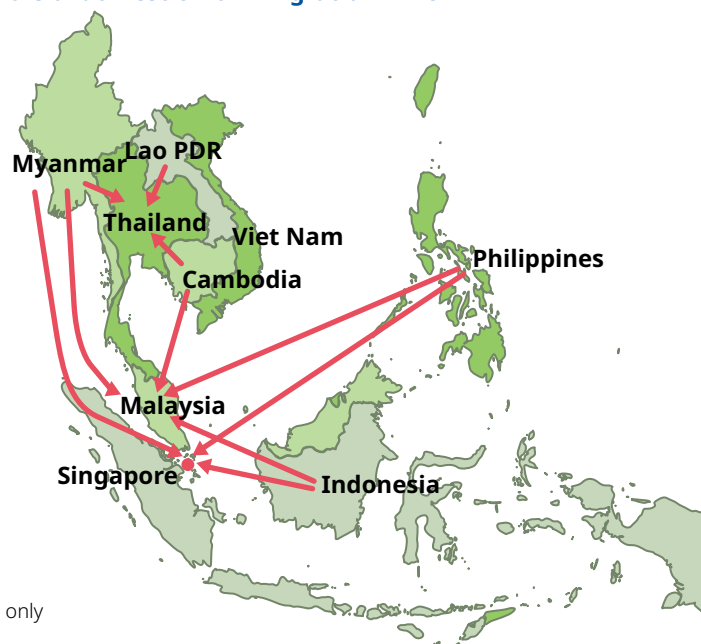 Myanmar
Lao PDR
Thailand
Viet Nam
Cambodia
Philippines
Malaysia
Singapore
Indonesia
only